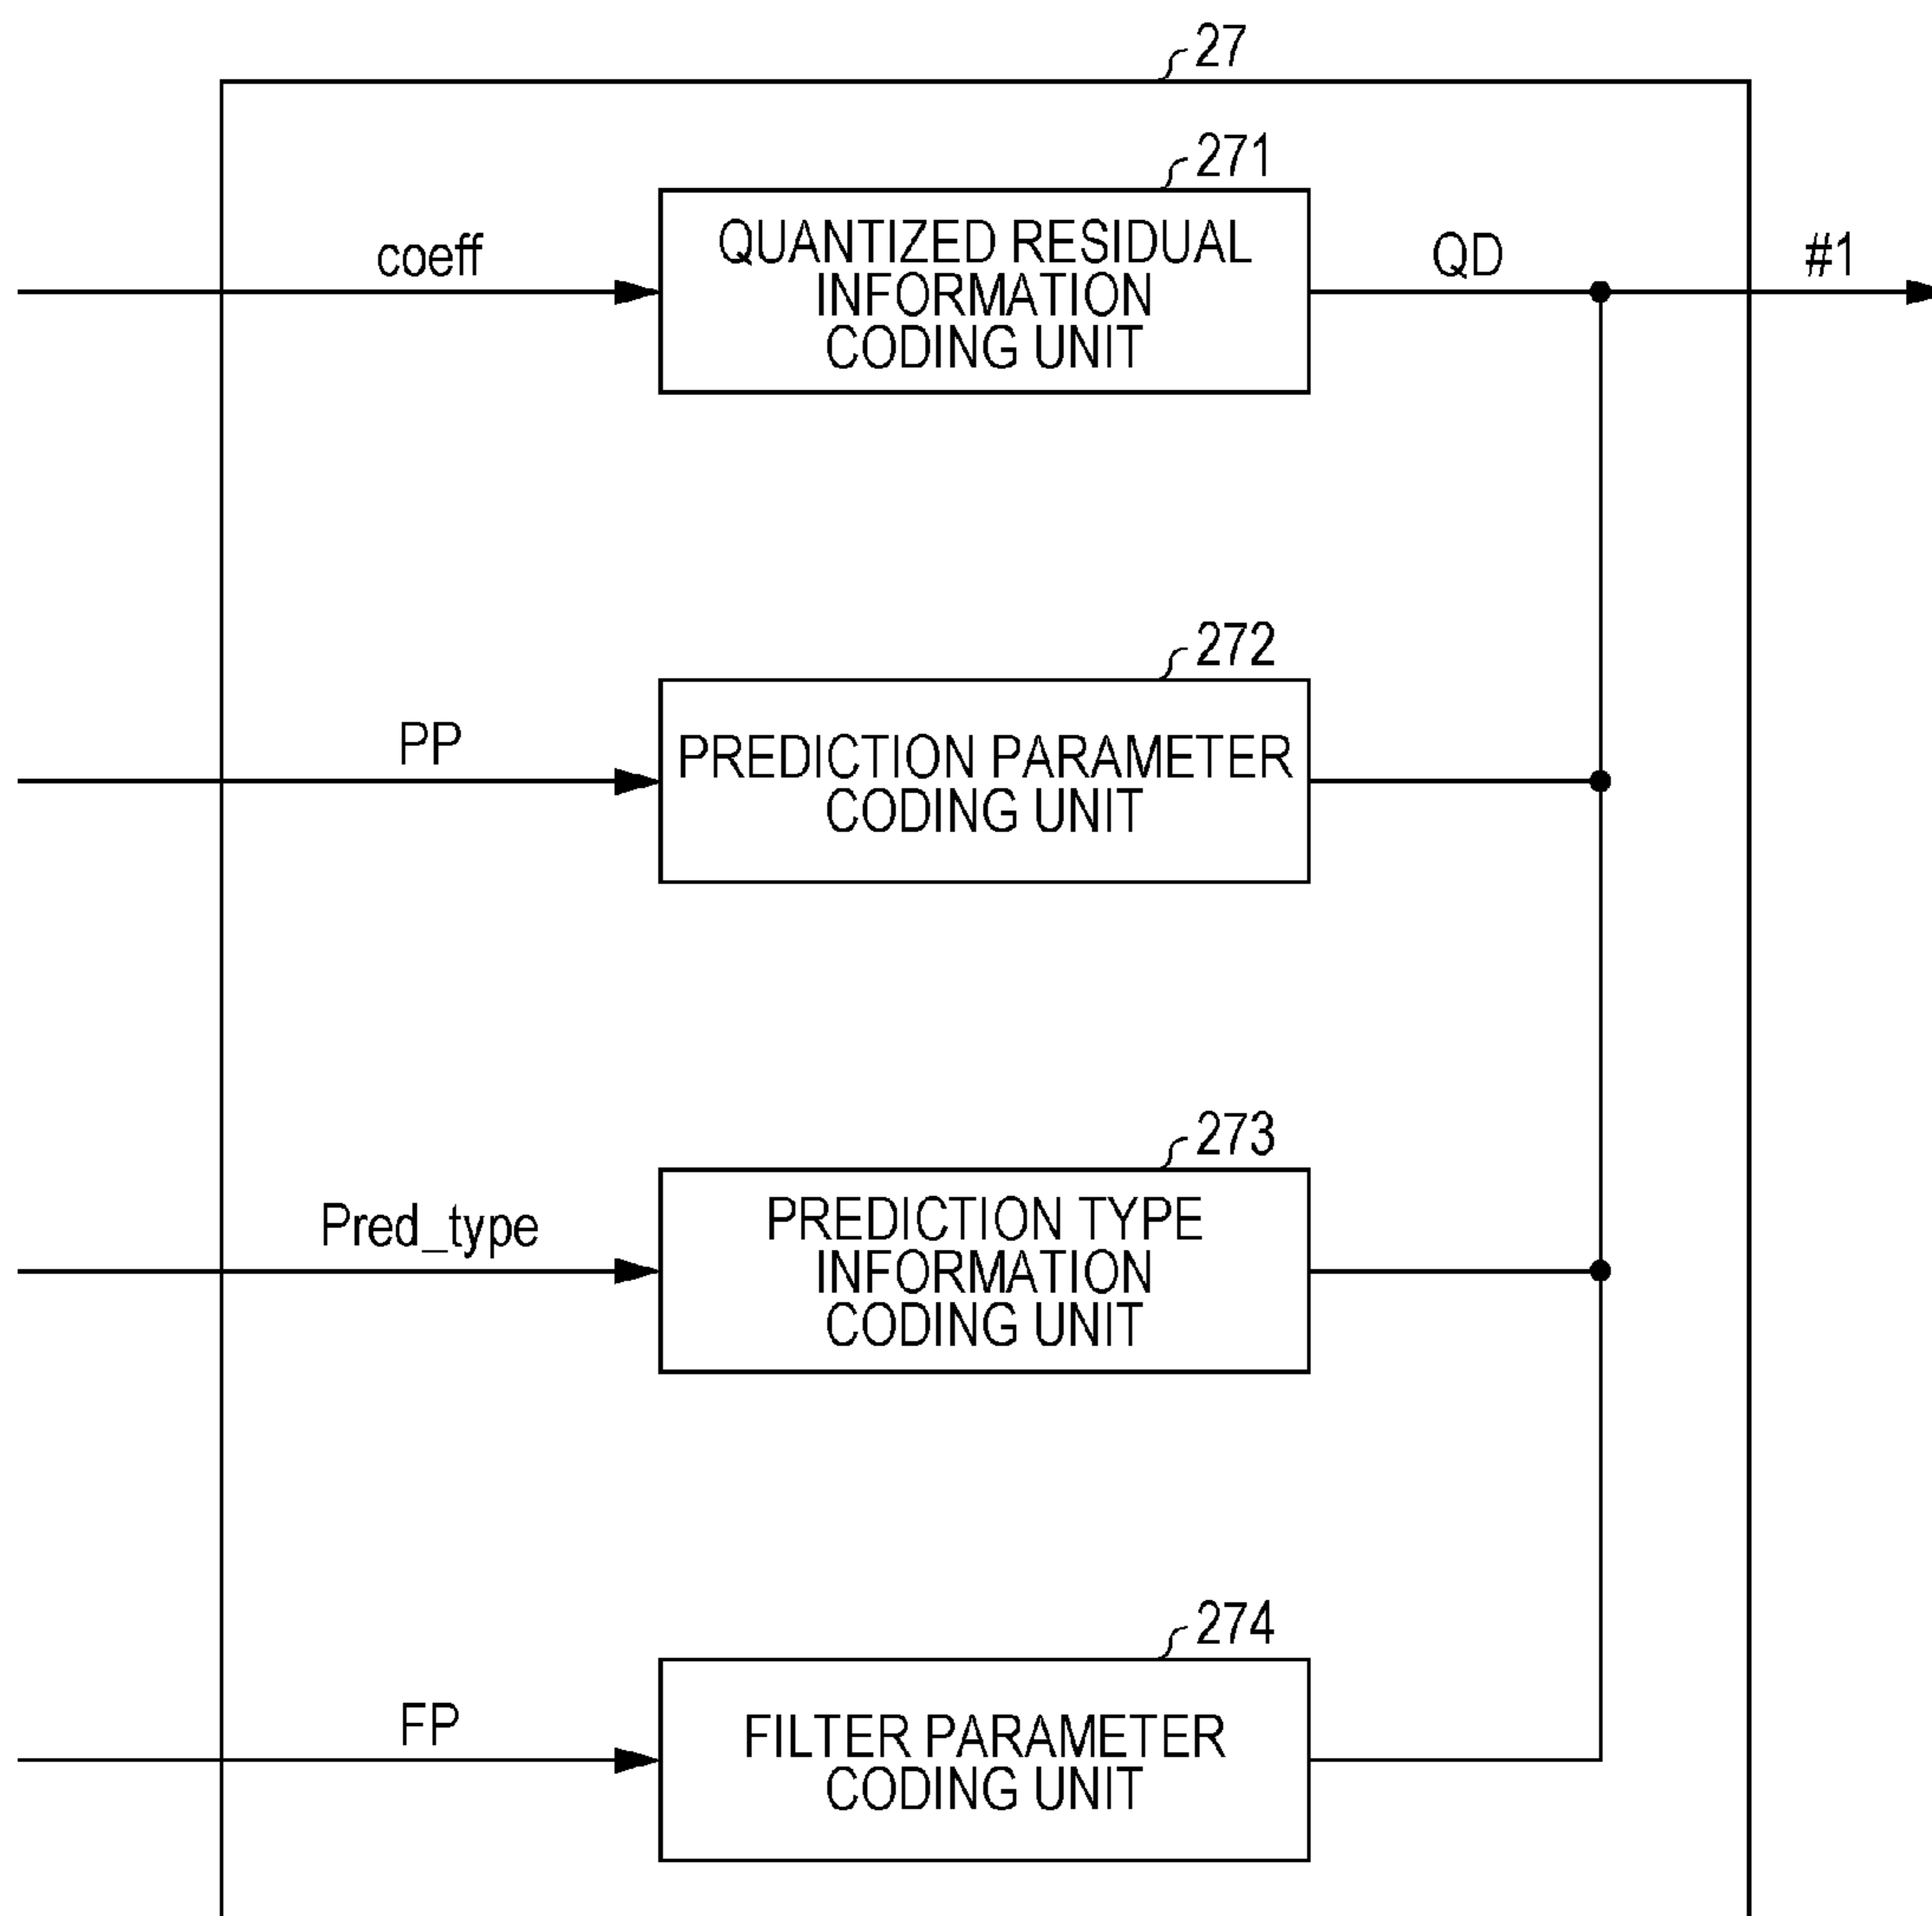 27
271
coeff
QUANTIZED RESIDUAL
INFORMATION
CODING UNIT
QD
#1
272
PP
PREDICTION PARAMETER
CODING UNIT
273
Pred_type
PREDICTION TYPE
INFORMATION
CODING UNIT
274
FP
FILTER PARAMETER
CODING UNIT